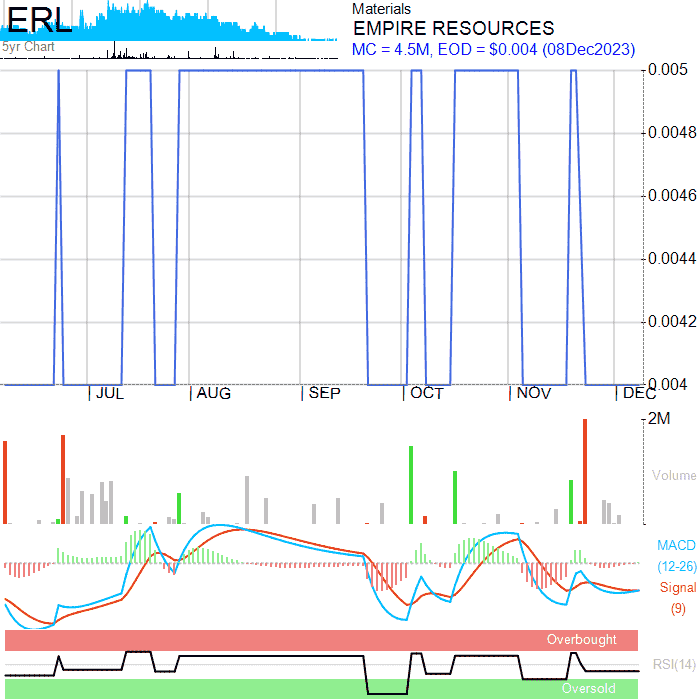 ERL
5yr Chart
Materials
EMPIRE RESOURCES
MC = 4.5M, EOD = $0.004 (08Dec2023)
0.005
0.0048
0.0046
0.0044
0.0042
0.004
JUL AUG SEP OCT NOV DEC
2M
Volume
MACD
(12-26)
Signal
(9)
Overbought
RSI(14)
Oversold